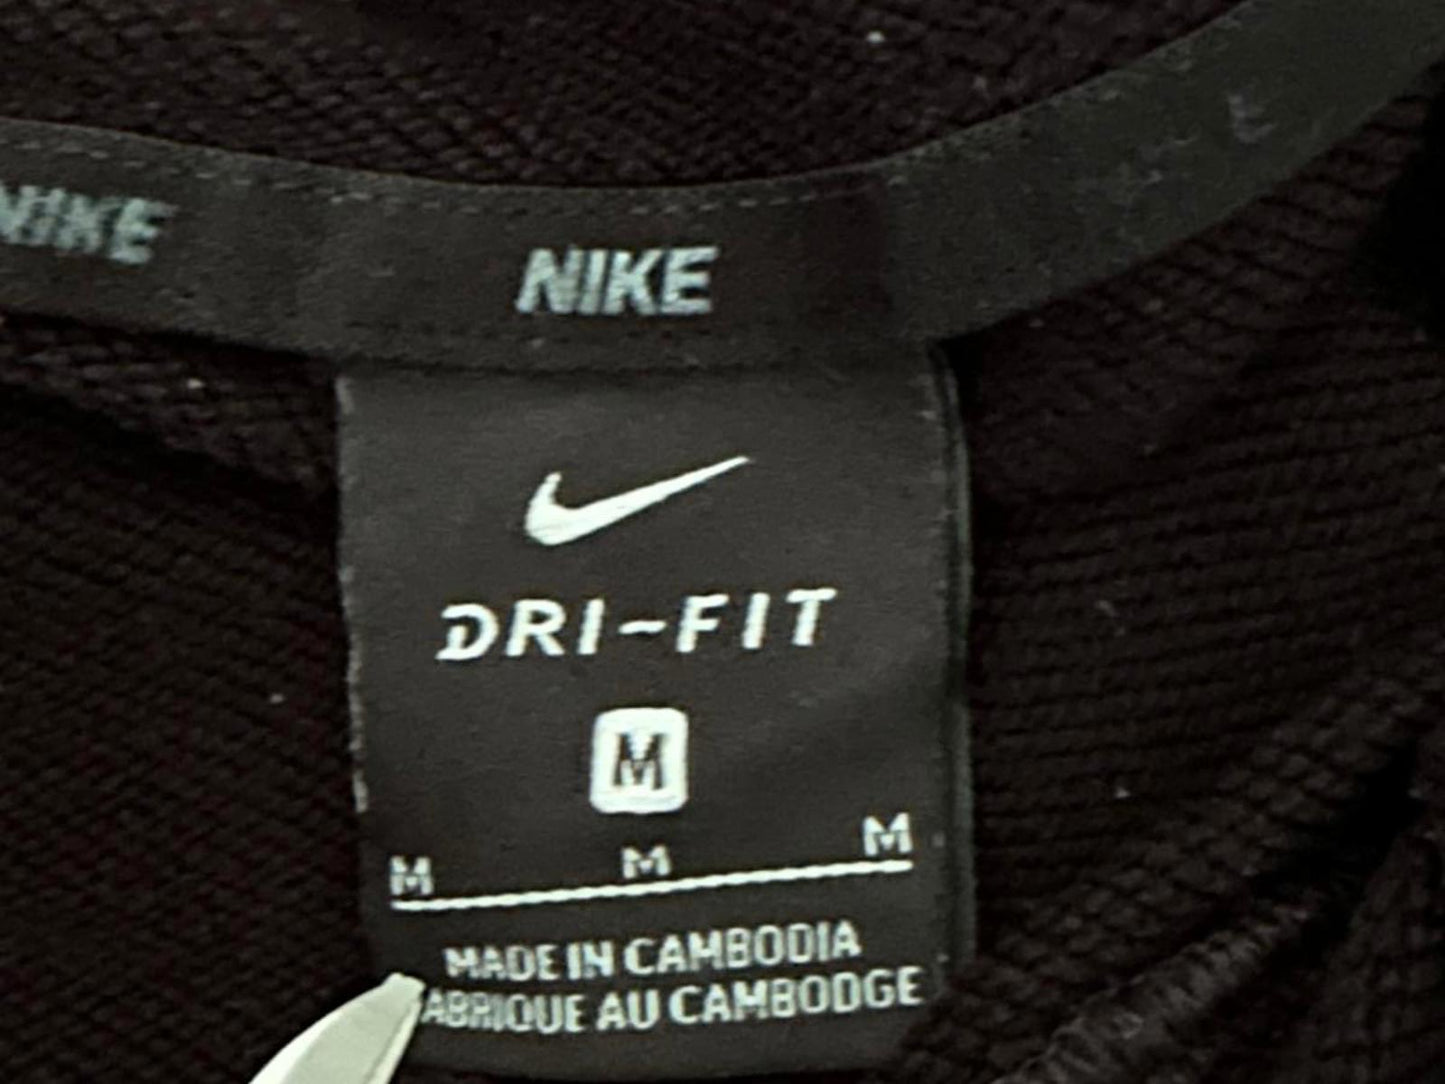 NIKE NIKE
DRI-FIT
M
M M M
MADE IN CAMBODIA
ABRIQUE AU CAMBODGE